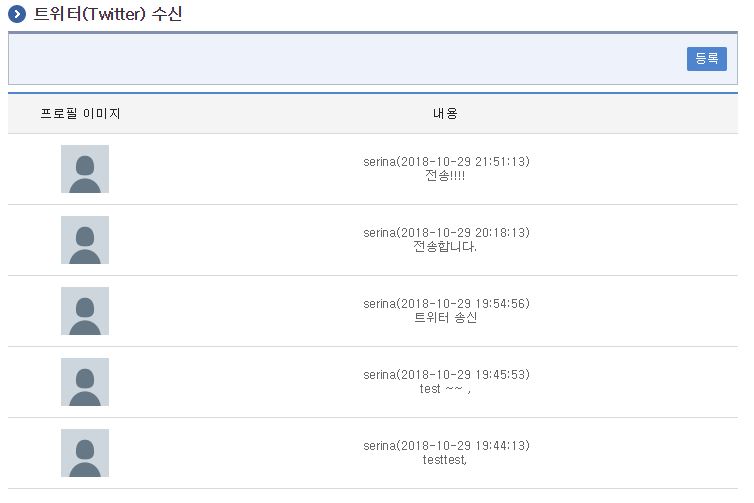 트위터(Twitter) 수신
등록
프로필 이미지 내용
serina(2018-10-29 21:51:13)
전송!!!!
serina(2018-10-29 20:18:13)
전송합니다.
serina(2018-10-29 19:54:56)
트위터 송신
serina(2018-10-29 19:45:53)
test ~~ ,
serina(2018-10-29 19:44:13)
testtest,